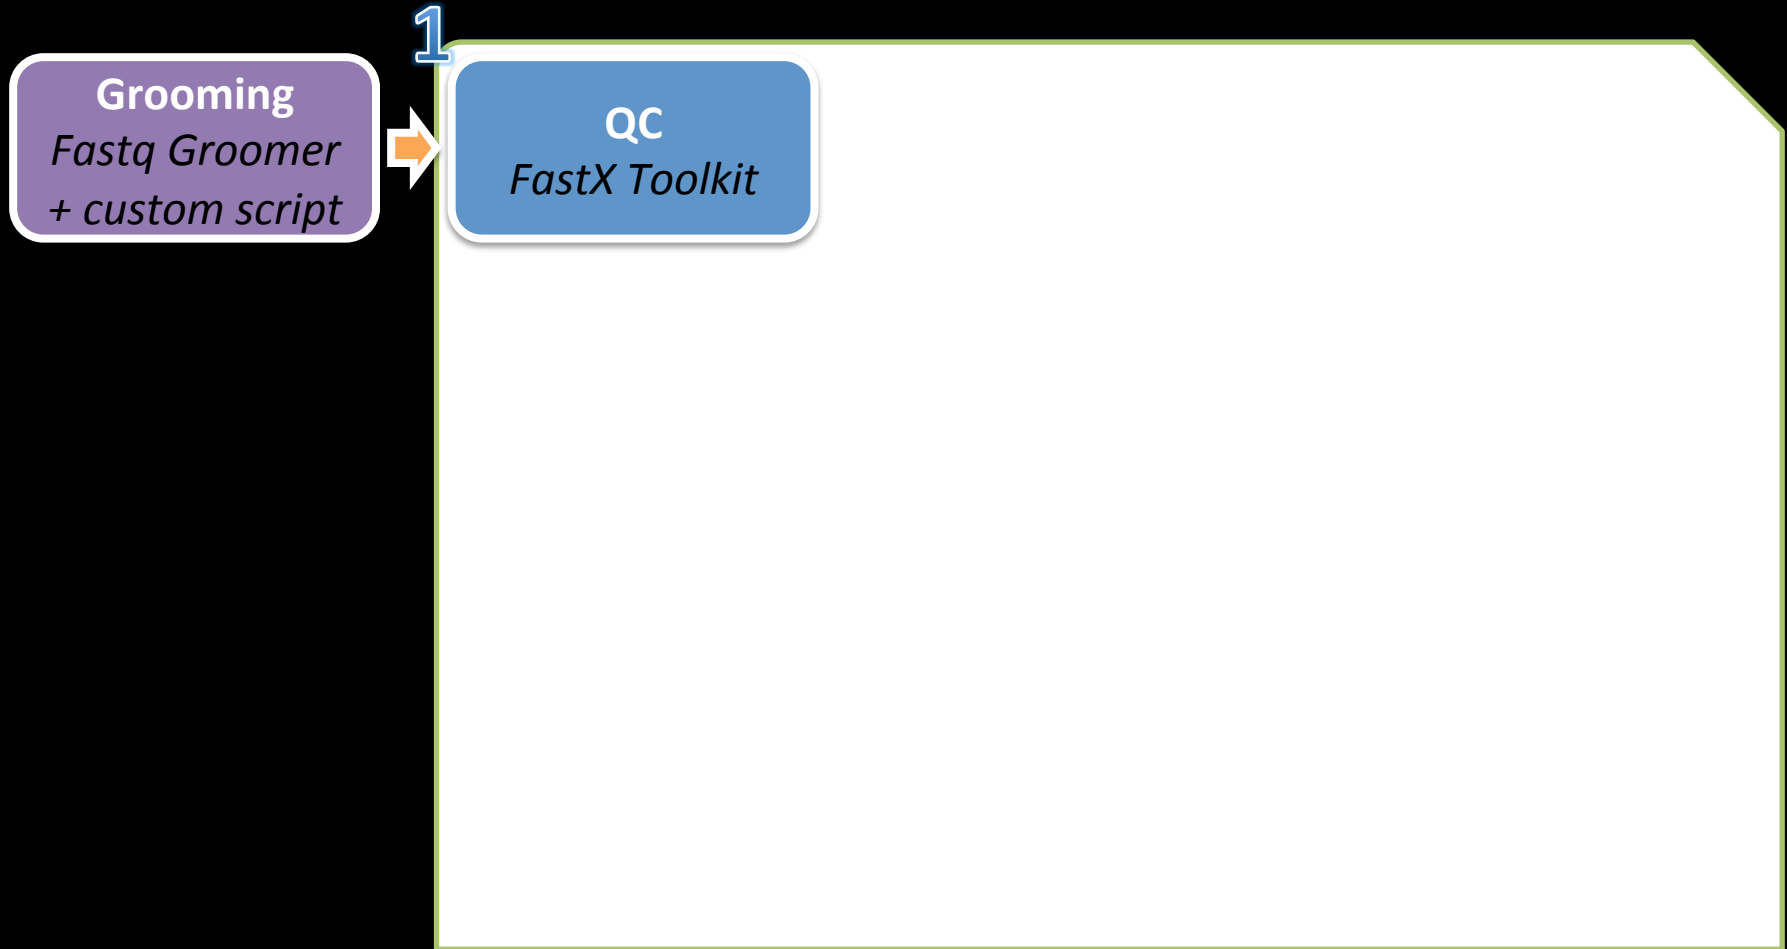 1
Grooming
Fastq Groomer
+ custom script
QC
FastX Toolkit